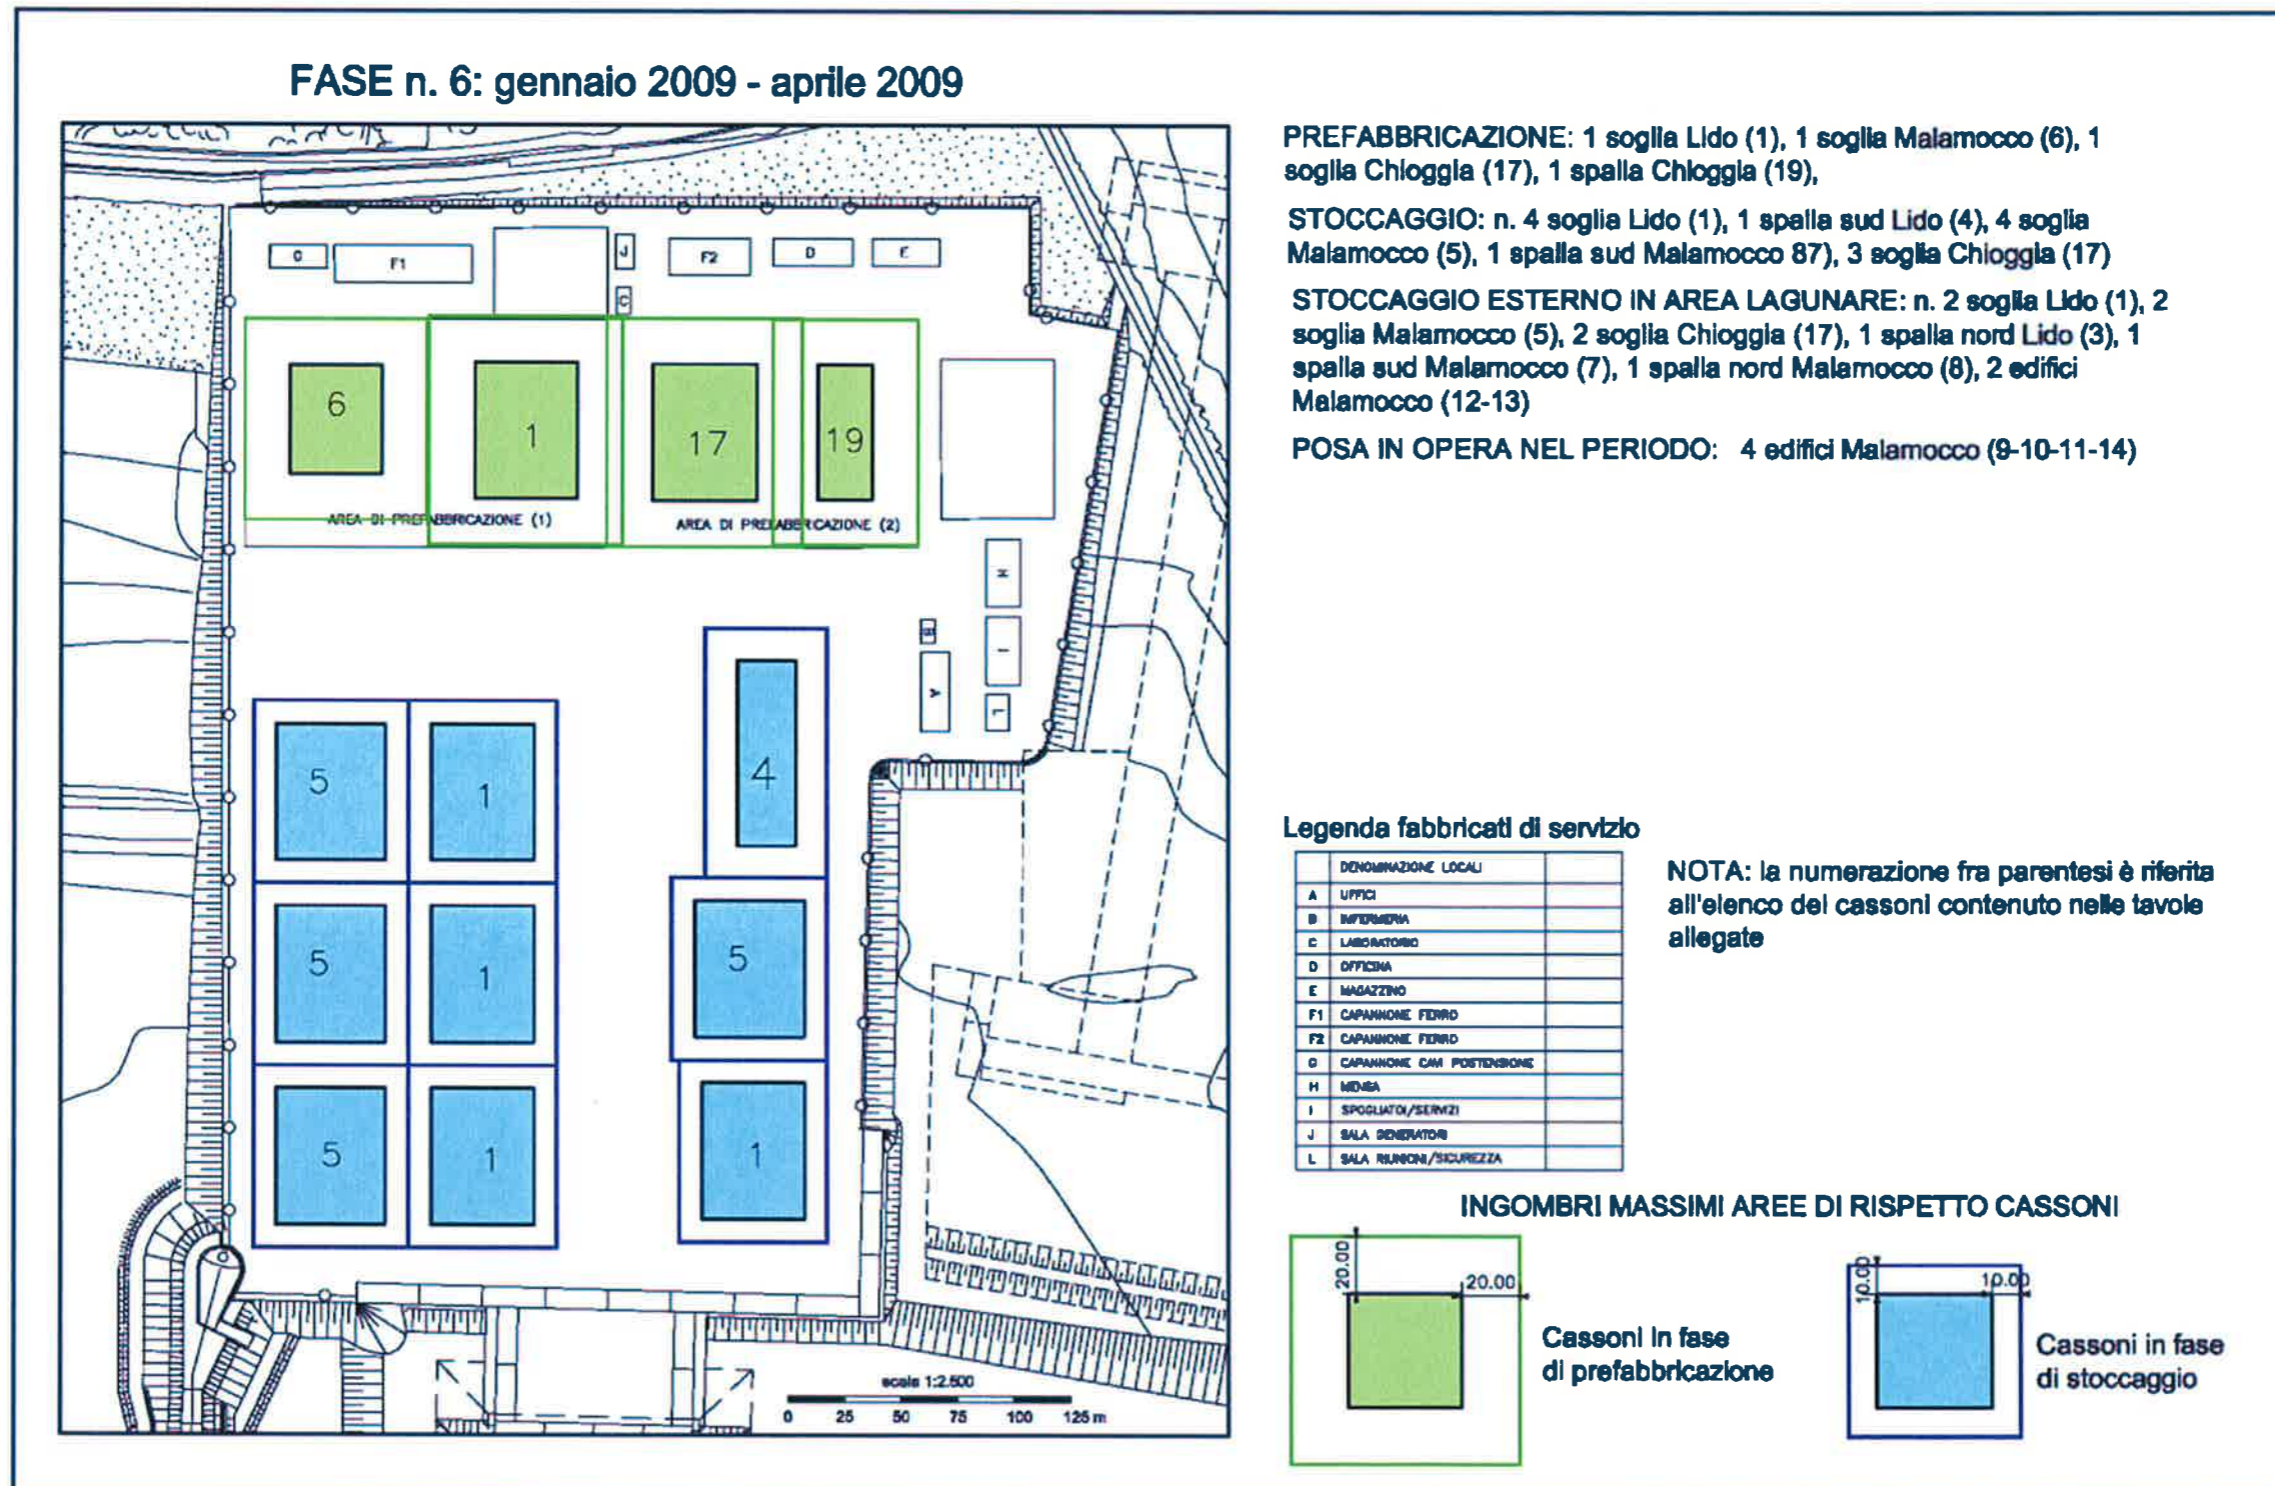 FASE n. 6: gennaio 2009 - aprile 2009
G
F1
J
C
F2
D
E
6
1
17
19
AREA DI PREFABBRICAZIONE (1)
AREA DI PREFABBRICAZIONE (2)
H
B
I
A
L
5
1
4
5
1
5
5
1
1
scala 1:2.500
0 25 50 75 100 125 m
PREFABBRICAZIONE: 1 soglia Lido (1), 1 soglia Malamocco (6), 1
soglia Chioggia (17), 1 spalla Chioggia (19),
STOCCAGGIO: n. 4 soglia Lido (1), 1 spalla sud Lido (4), 4 soglia
Malamocco (5), 1 spalla sud Malamocco 87), 3 soglia Chioggia (17)
STOCCAGGIO ESTERNO IN AREA LAGUNARE: n. 2 soglia Lido (1), 2
soglia Malamocco (5), 2 soglia Chioggia (17), 1 spalla nord Lido (3), 1
spalla sud Malamocco (7), 1 spalla nord Malamocco (8), 2 edifici
Malamocco (12-13)
POSA IN OPERA NEL PERIODO: 4 edifici Malamocco (9-10-11-14)
Legenda fabbricati di servizio
DENOMINAZIONE LOCALI
A UFFICI
B INFERMERIA
C LABORATORIO
D OFFICINA
E MAGAZZINO
F1 CAPANNONE FERRO
F2 CAPANNONE FERRO
G CAPANNONE CAVI POSTENSIONE
H MENSA
I SPOGLIATOI/SERVIZI
J SALA GENERATORI
L SALA RIUNIONI/SICUREZZA
NOTA: la numerazione fra parentesi è riferita
all'elenco dei cassoni contenuto nelle tavole
allegate
INGOMBRI MASSIMI AREE DI RISPETTO CASSONI
20.00
20.00
Cassoni in fase
di prefabbricazione
10.00
10.00
Cassoni in fase
di stoccaggio